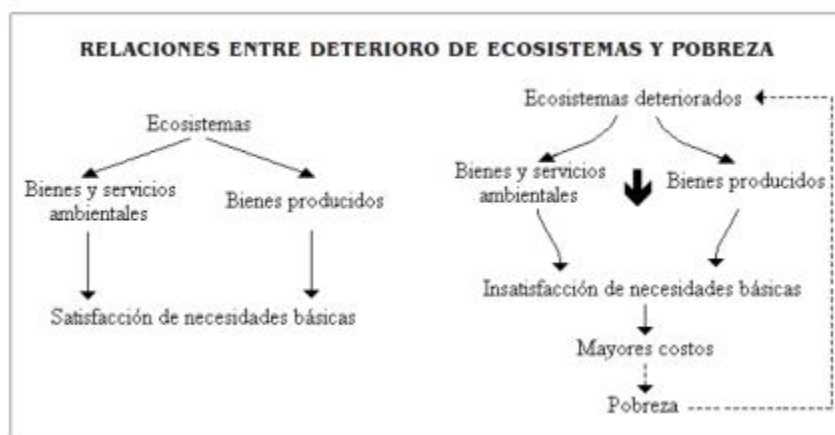 RELACIONES ENTRE DETERIORO DE ECOSISTEMAS Y POBREZA
Ecosistemas
Bienes y servicios
ambientales
Bienes producidos
Satisfacción de necesidades básicas
Ecosistemas deteriorados
Bienes y servicios
ambientales
Bienes producidos
Insatisfacción de necesidades básicas
Mayores costos
Pobreza